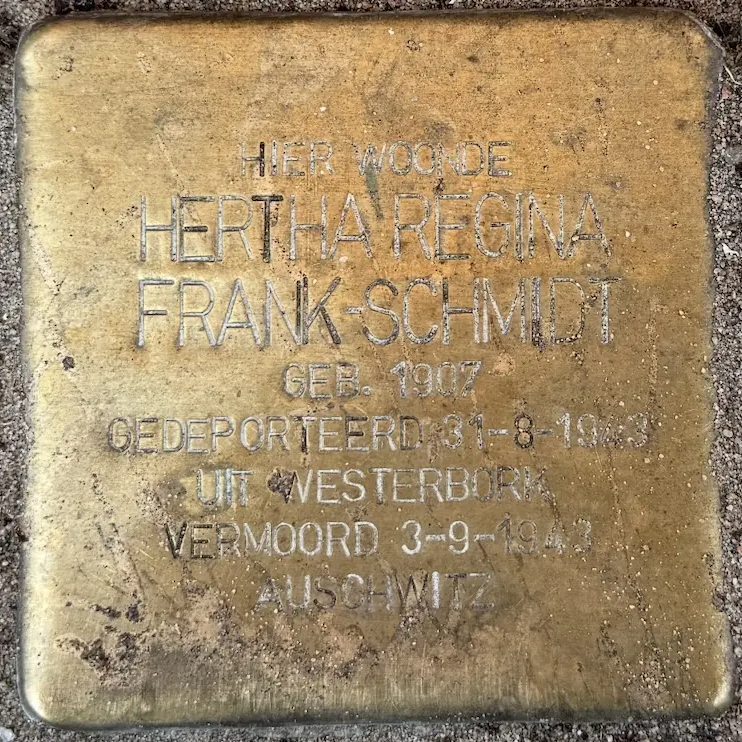 HIER WOONDE
HERTHA REGINA
FRANK-SCHMIDT
GEB. 1907
GEDEPORTEERD 31-8-1943
UIT WESTERBORK
VERMOORD 3-9-1943
AUSCHWITZ